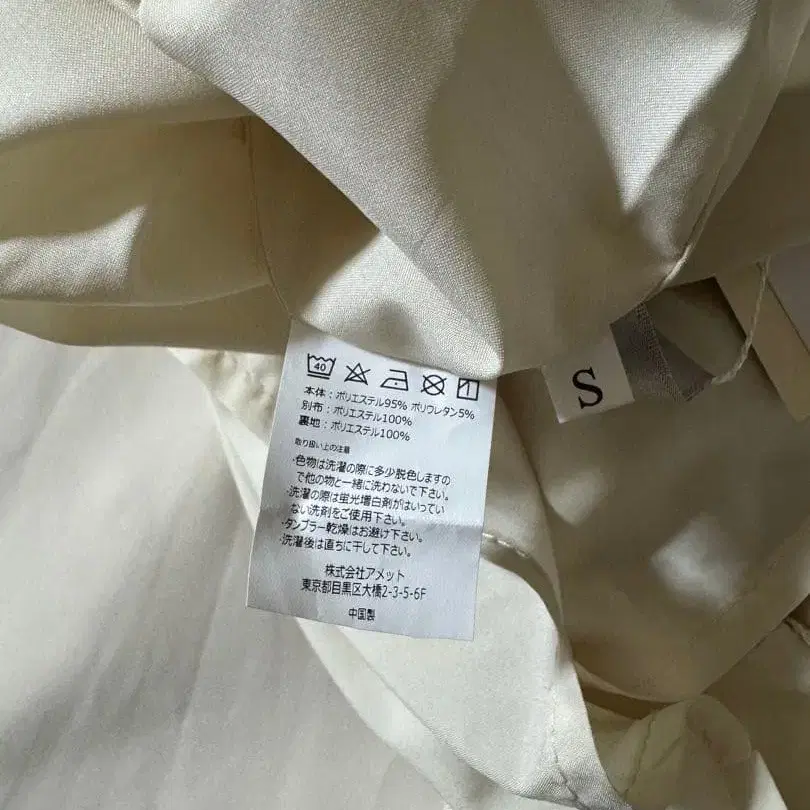 40
本体：ポリエステル95% ポリウレタン5%
別布：ポリエステル100%
裏地：ポリエステル100%
取り扱い上の注意
・色物は洗濯の際に多少脱色しますの
で他の物と一緒に洗わないで下さい。
・洗濯の際は蛍光増白剤がはいってい
ない洗剤をご使用下さい。
・タンブラー乾燥はお避け下さい。
・洗濯後は直ちに干して下さい。
株式会社アメット
東京都目黒区大橋2-3-5-6F
中国製
S